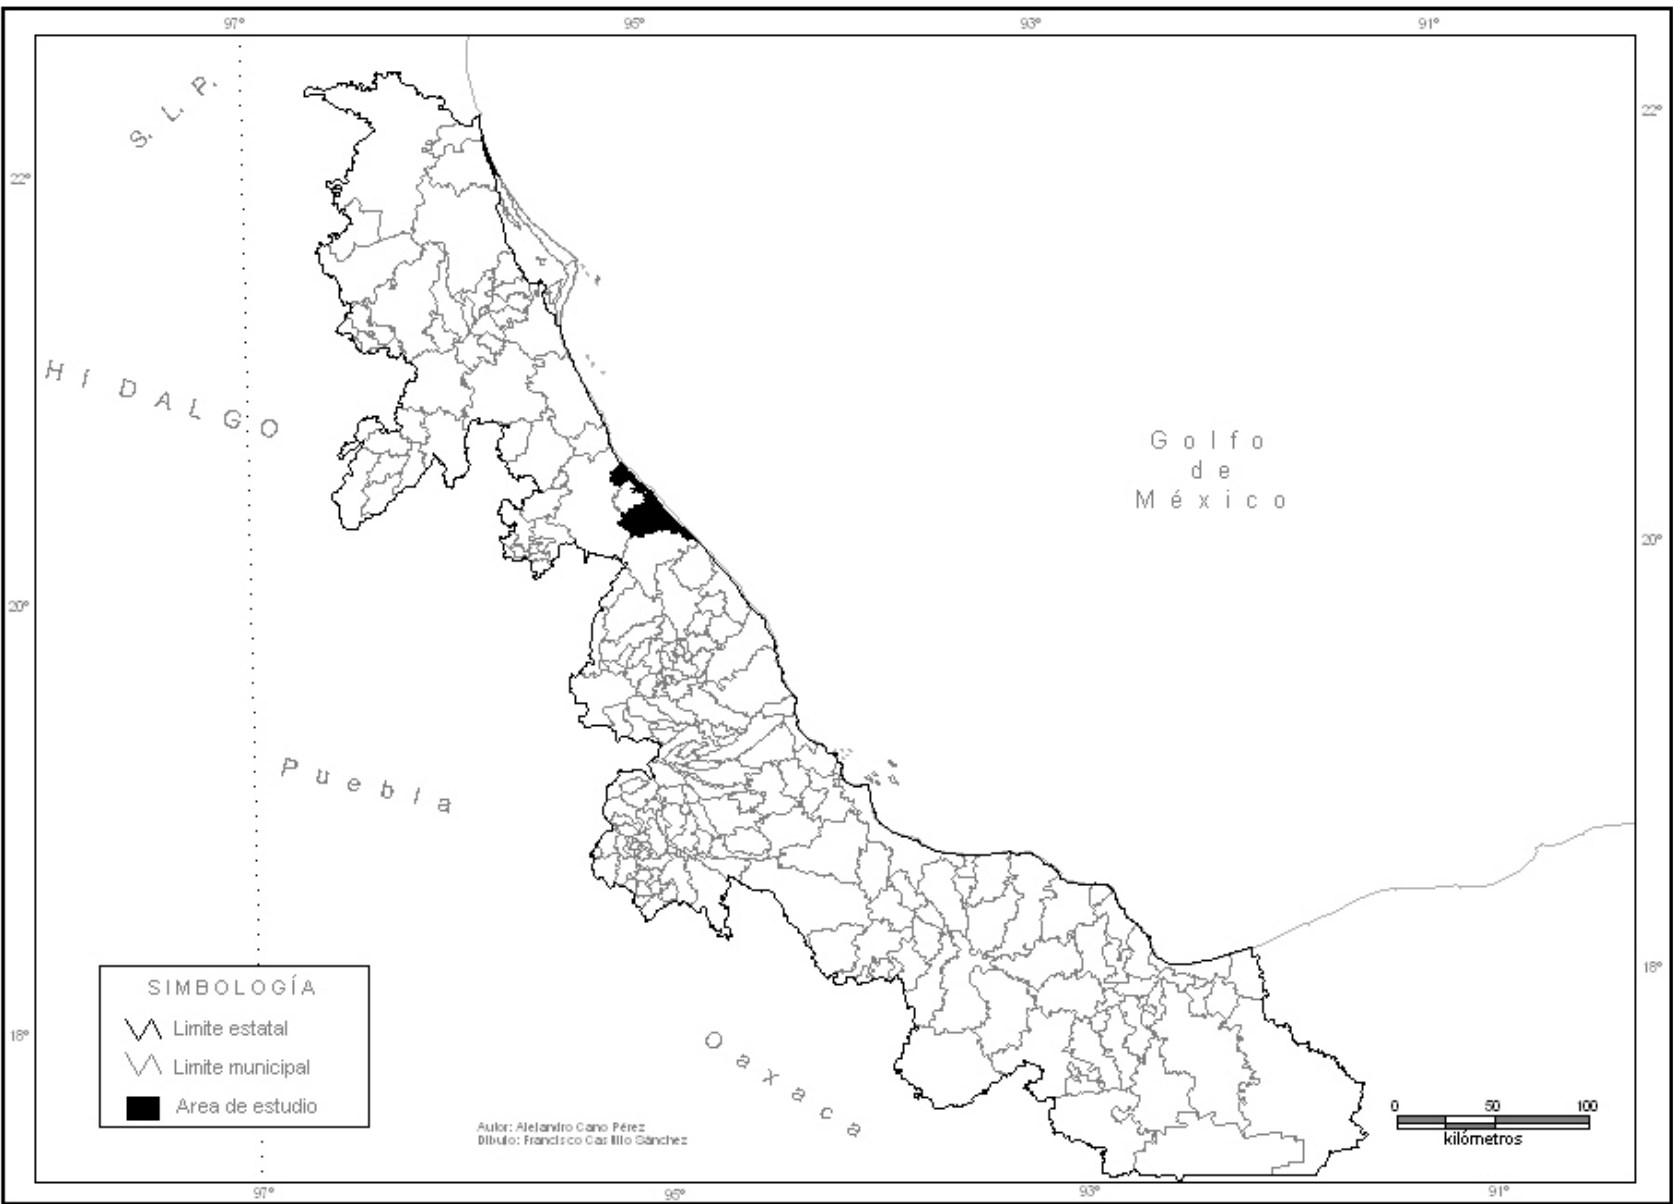 97° 95° 93° 91°
S. L. P.
22°
22°
HIDALGO
Golfo
de
México
20°
20°
Puebla
SIMBOLOGÍA
Limite estatal
Limite municipal
Area de estudio
18°
18°
Oaxaca
Autor: Alejandro Cano Pérez
Dibujo: Francisco Castillo Sánchez
0 50 100
kilómetros
97° 95° 93° 91°